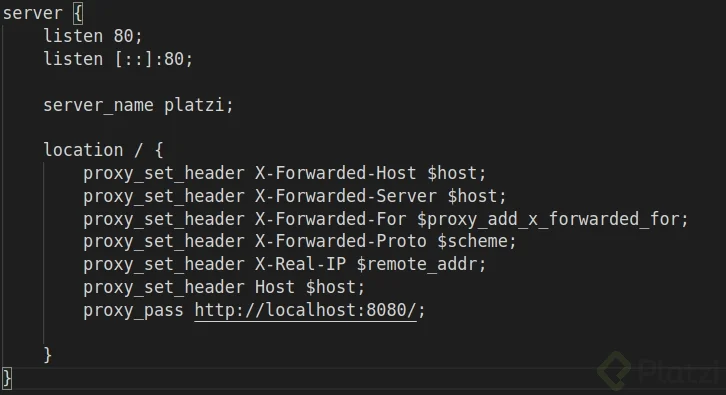 server {
    listen 80;
    listen [::]:80;
    server_name platzi;
    location / {
        proxy_set_header X-Forwarded-Host $host;
        proxy_set_header X-Forwarded-Server $host;
        proxy_set_header X-Forwarded-For $proxy_add_x_forwarded_for;
        proxy_set_header X-Forwarded-Proto $scheme;
        proxy_set_header X-Real-IP $remote_addr;
        proxy_set_header Host $host;
        proxy_pass http://localhost:8080/;
    }
}
Platzi